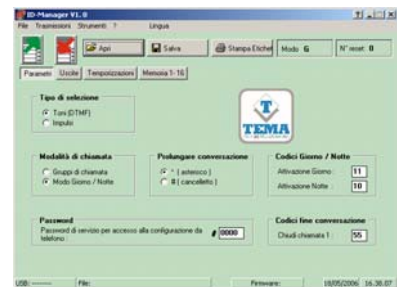 ID-Manager V1.0
File Trasmissioni Strumenti ? Lingua
Apri Salva Stampa Etichet Modo G N° reset 0
Parametri Uscite Temporizzazioni Memoria 1-16
Tipo di selezione
Toni (DTMF)
Impulsi
T
TEMA
Modalità di chiamata
Gruppi di chiamata
Modo Giorno / Notte
Prolungare conversazione
* ( asterisco )
# ( cancelletto )
Codici Giorno / Notte
Attivazione Giorno : 11
Attivazione Notte : 10
Password
Password di servizio per accesso alla configurazione da telefono : # 0000
Codici fine conversazione
Chiudi chiamata 1 : 55
USB: File: Firmware: 18/05/2006 16.38.07